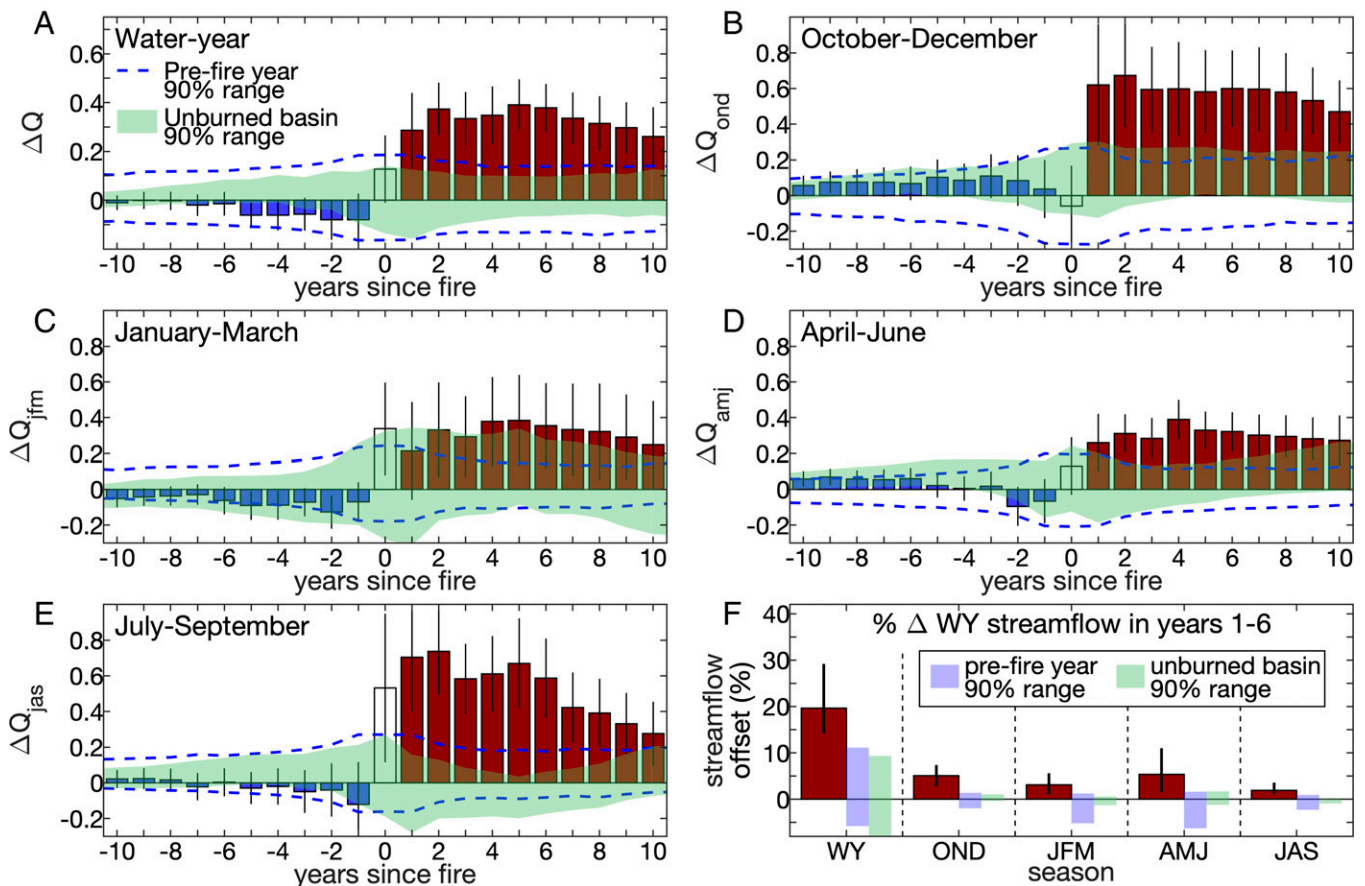 A
Water-year
Pre-fire year
90% range
Unburned basin
90% range
ΔQ
0.6
0.4
0.2
0
-10 -8 -6 -4 -2 0 2 4 6 8 10
years since fire
B
October-December
ΔQond
0.8
0.6
0.4
0.2
0
-0.2
-10 -8 -6 -4 -2 0 2 4 6 8 10
years since fire
C
January-March
ΔQjfm
0.8
0.6
0.4
0.2
0
-0.2
-10 -8 -6 -4 -2 0 2 4 6 8 10
years since fire
D
April-June
ΔQamj
0.8
0.6
0.4
0.2
0
-0.2
-10 -8 -6 -4 -2 0 2 4 6 8 10
years since fire
E
July-September
ΔQjas
0.8
0.6
0.4
0.2
0
-0.2
-10 -8 -6 -4 -2 0 2 4 6 8 10
years since fire
F
% Δ WY streamflow in years 1-6
pre-fire year
90% range
unburned basin
90% range
streamflow
offset (%)
40
30
20
10
0
WY OND JFM AMJ JAS
season